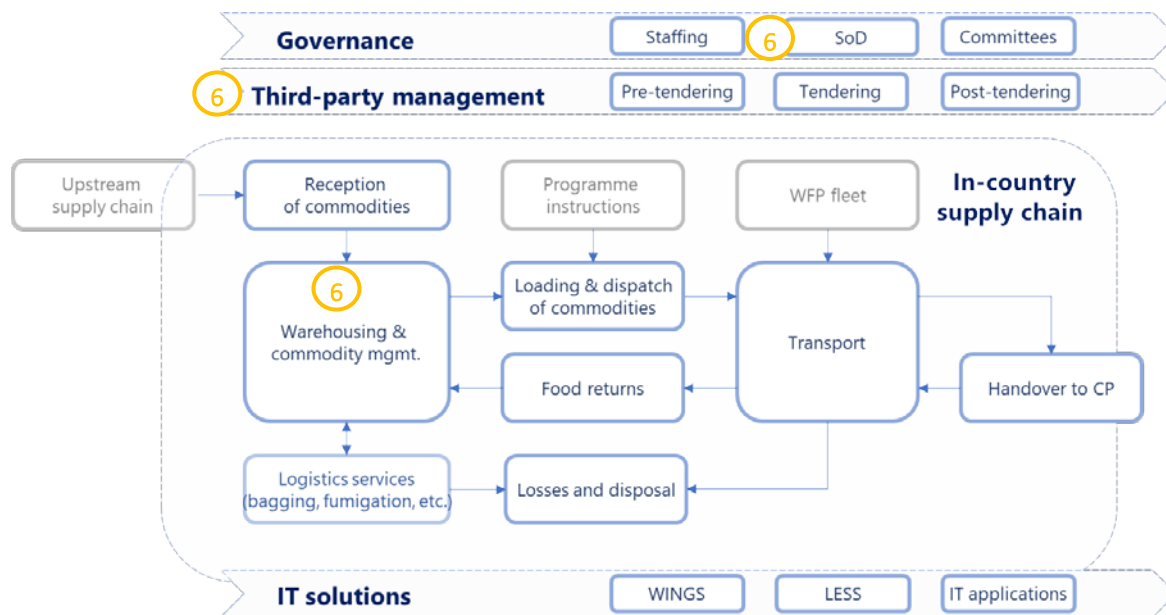 Governance
Staffing
6
SoD
Committees
6
Third-party management
Pre-tendering
Tendering
Post-tendering
Upstream
supply chain
Reception
of commodities
Programme
instructions
WFP fleet
In-country
supply chain
6
Warehousing &
commodity mgmt.
Loading & dispatch
of commodities
Transport
Food returns
Handover to CP
Logistics services
(bagging, fumigation, etc.)
Losses and disposal
IT solutions
WINGS
LESS
IT applications